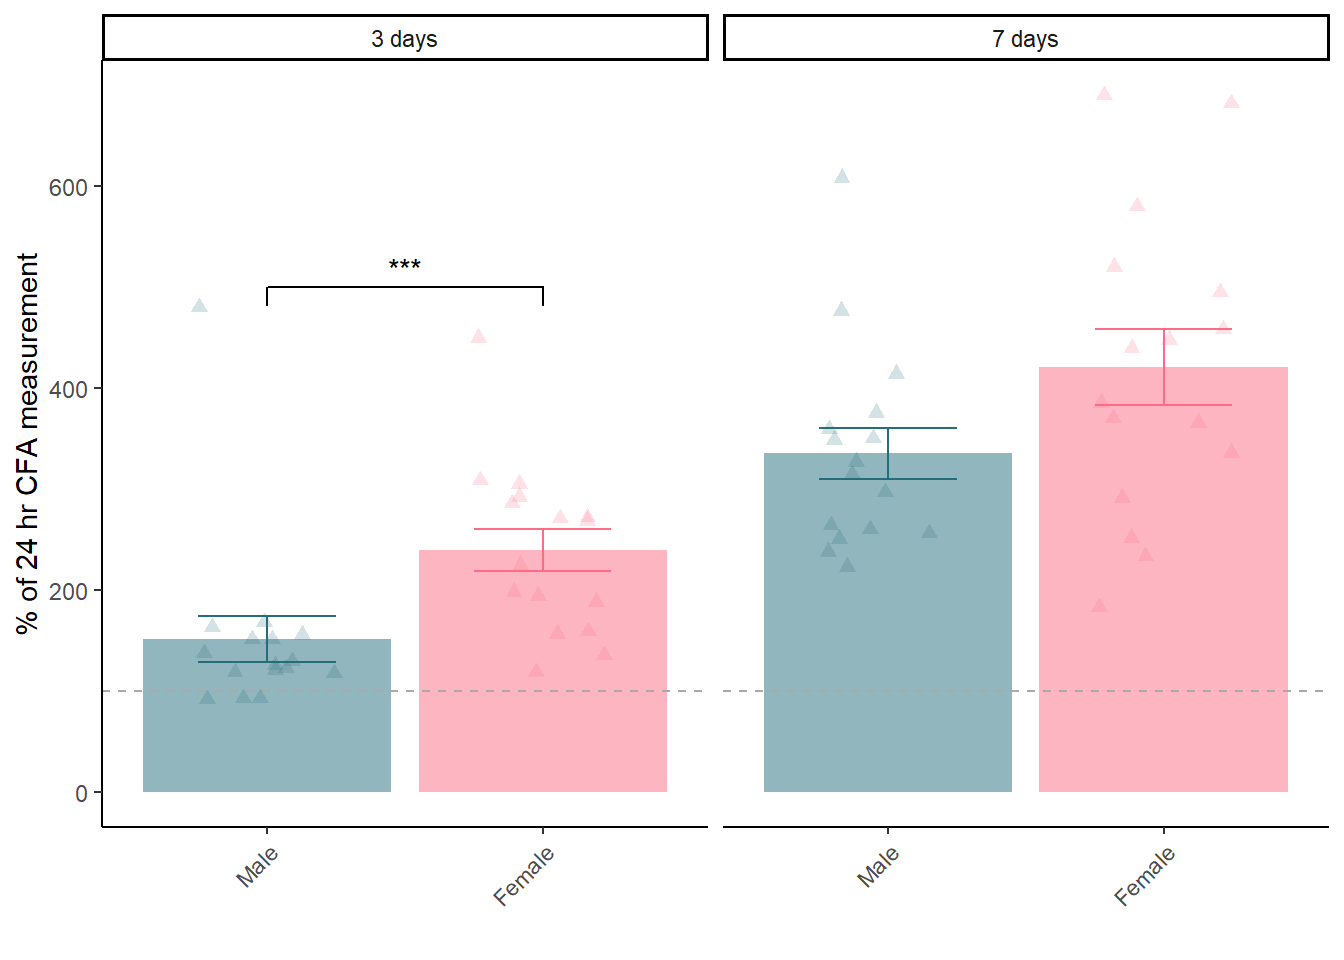 3 days
7 days
% of 24 hr CFA measurement
600
400
200
0
***
Male
Female
Male
Female